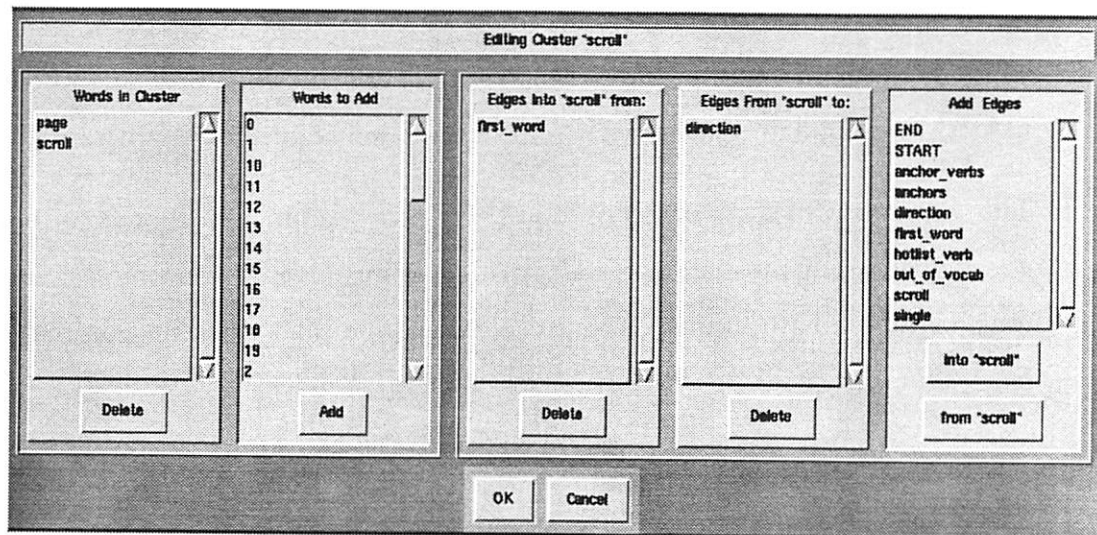 Editing Cluster "scroll"
Words in Cluster
page
scroll
Delete
Words to Add
0
1
10
11
12
13
14
15
16
17
18
19
2
Add
Edges Into "scroll" from:
first_word
Delete
Edges From "scroll" to:
direction
Delete
Add Edges
END
START
anchor_verbs
anchors
direction
first_word
hotlist_verb
out_of_vocab
scroll
single
into "scroll"
from "scroll"
OK
Cancel